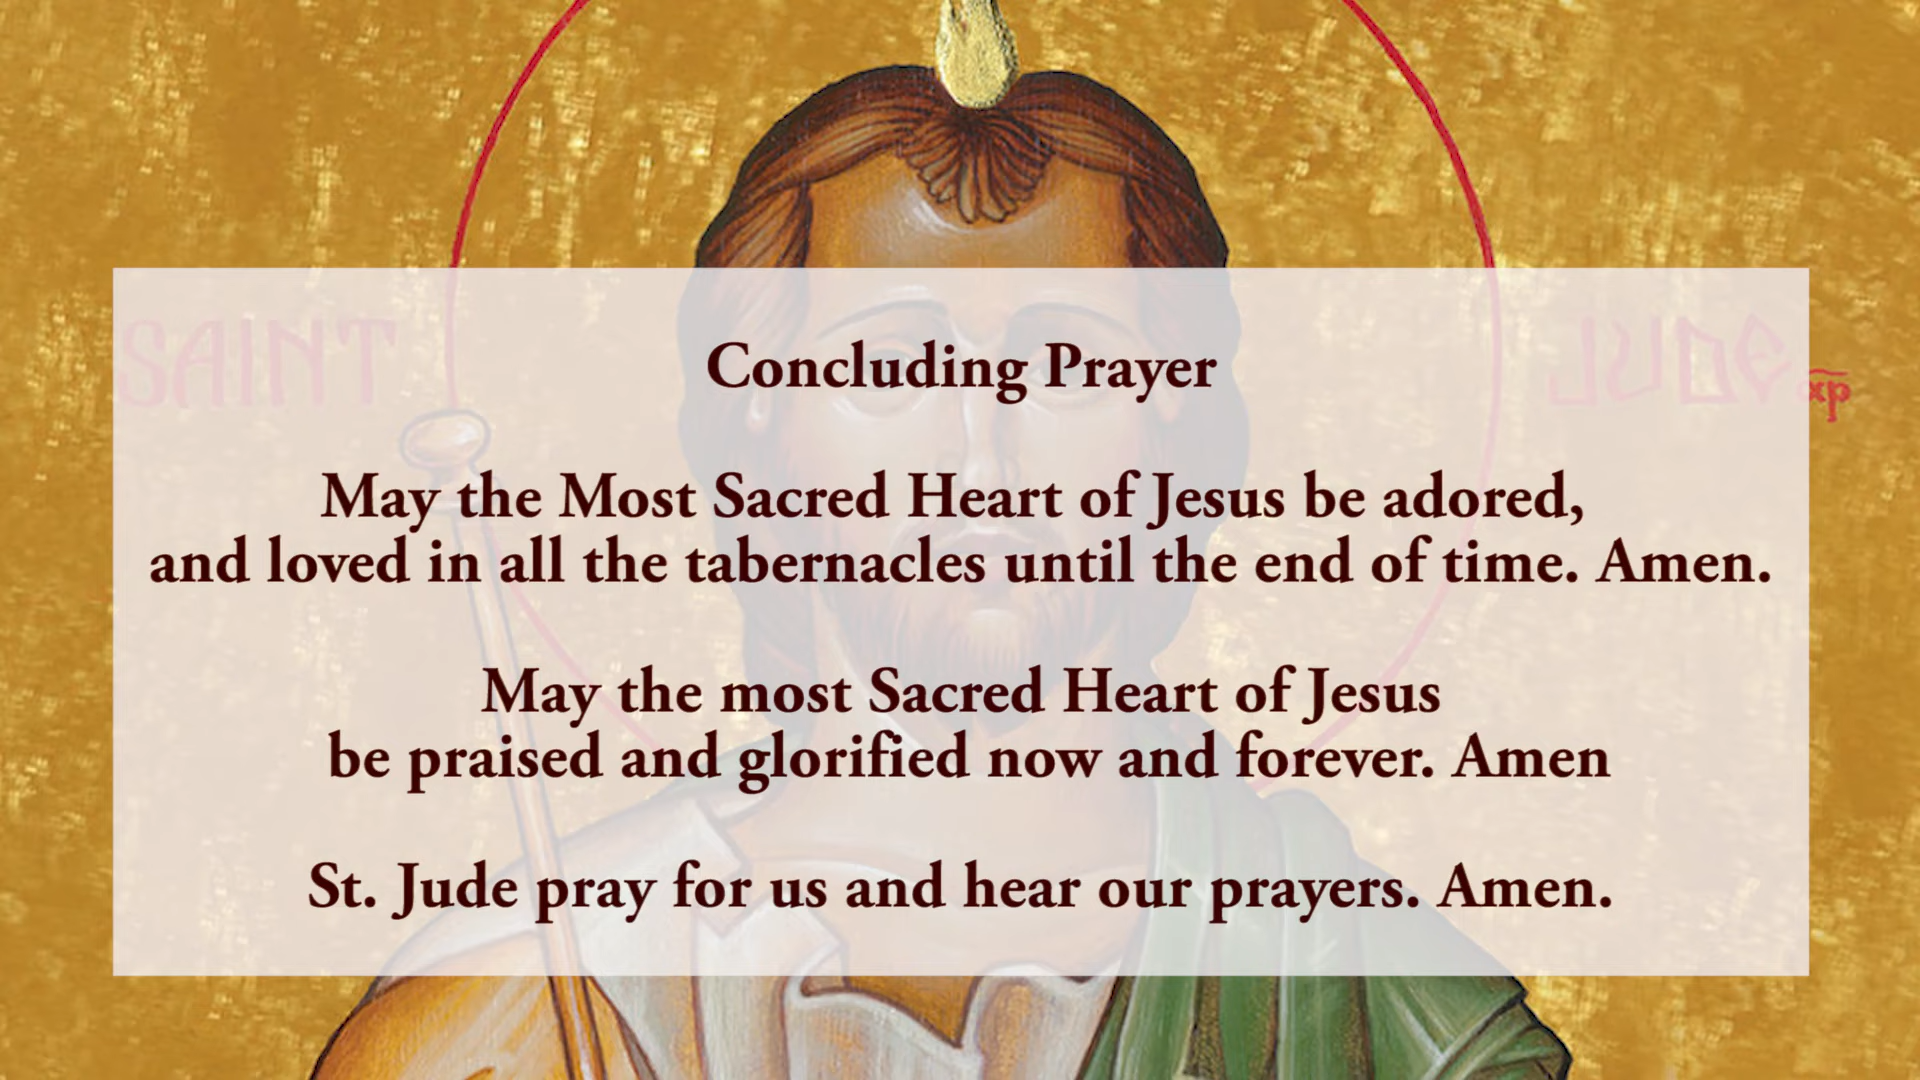 SAINT
JUDE
Concluding Prayer
May the Most Sacred Heart of Jesus be adored,
and loved in all the tabernacles until the end of time. Amen.
May the most Sacred Heart of Jesus
be praised and glorified now and forever. Amen
St. Jude pray for us and hear our prayers. Amen.